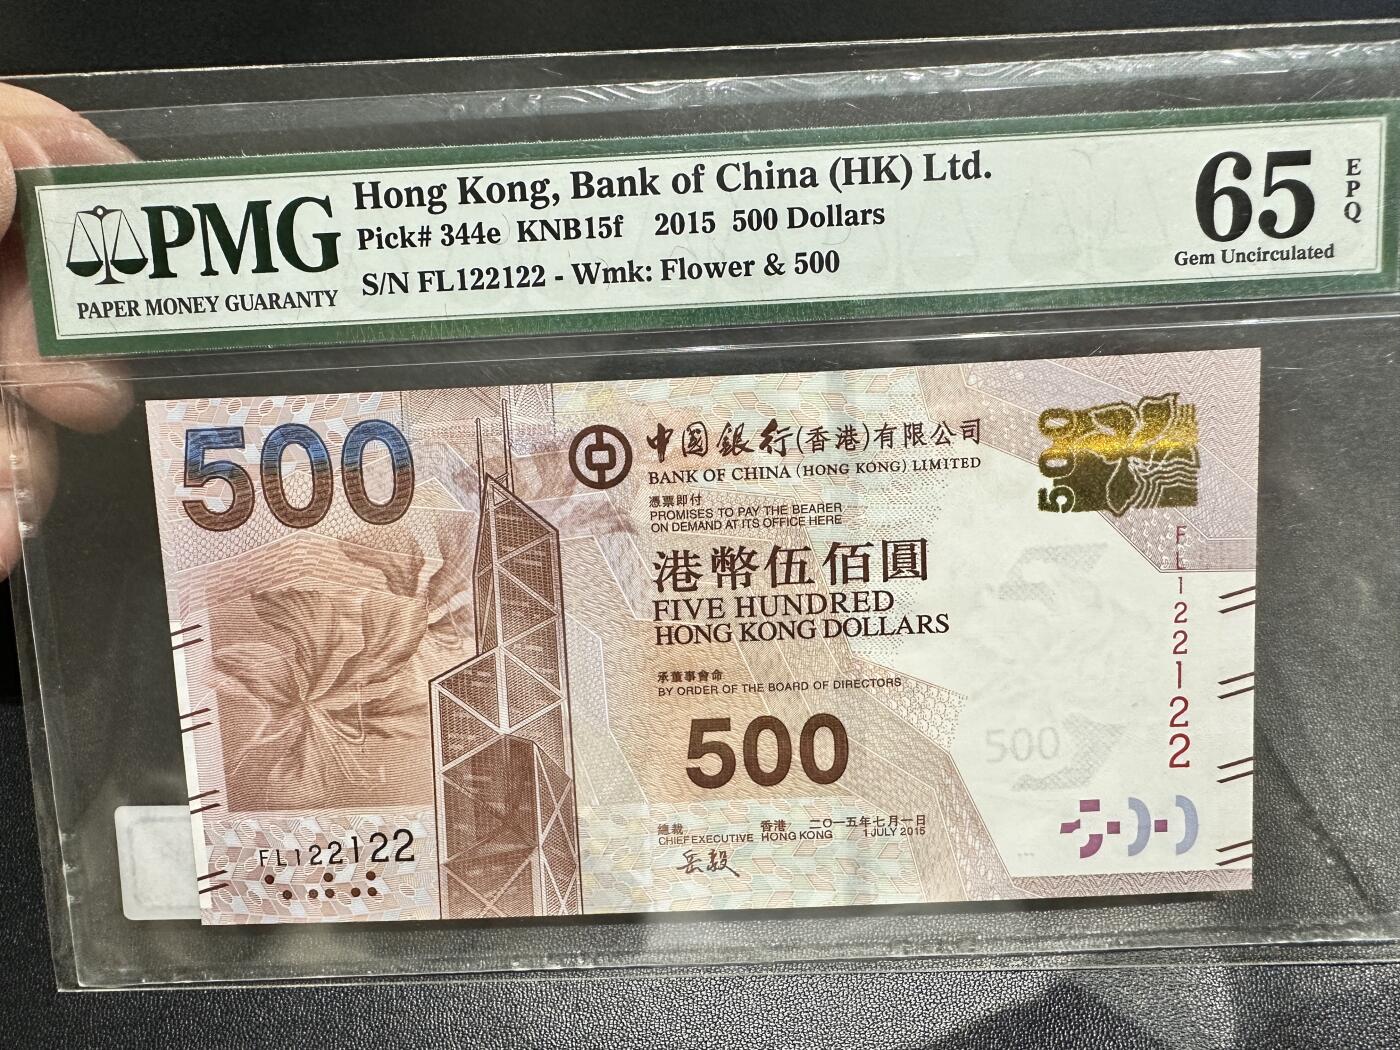 PMG
PAPER MONEY GUARANTY
Hong Kong, Bank of China (HK) Ltd.
Pick# 344e KNB15f 2015 500 Dollars
S/N FL122122 - Wmk: Flower & 500
65
EPQ
Gem Uncirculated
500
中國銀行(香港)有限公司
BANK OF CHINA (HONG KONG) LIMITED
憑票即付
PROMISES TO PAY THE BEARER
ON DEMAND AT ITS OFFICE HERE
港幣伍佰圓
FIVE HUNDRED
HONG KONG DOLLARS
承董事會命
BY ORDER OF THE BOARD OF DIRECTORS
500
總裁 香港 二〇一五年七月一日
CHIEF EXECUTIVE HONG KONG 1 JULY 2015
岳毅
FL122122
500
FL122122
500
500